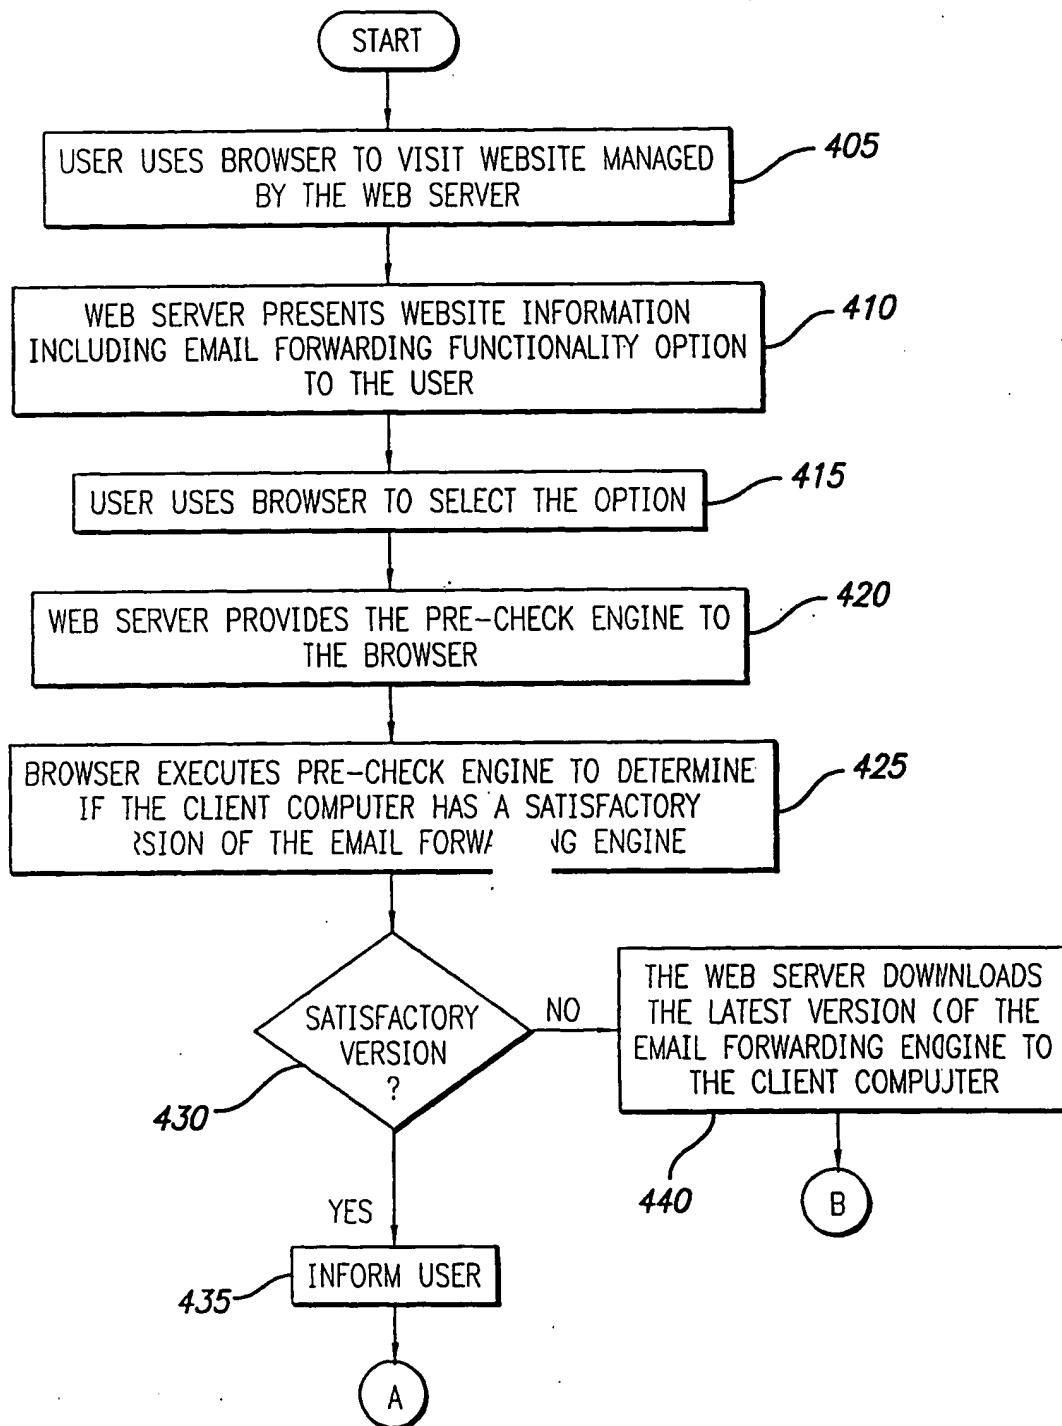 START
USER USES BROWSER TO VISIT WEBSITE MANAGED
BY THE WEB SERVER
405
WEB SERVER PRESENTS WEBSITE INFORMATION
INCLUDING EMAIL FORWARDING FUNCTIONALITY OPTION
TO THE USER
410
USER USES BROWSER TO SELECT THE OPTION
415
WEB SERVER PROVIDES THE PRE-CHECK ENGINE TO
THE BROWSER
420
BROWSER EXECUTES PRE-CHECK ENGINE TO DETERMINE
IF THE CLIENT COMPUTER HAS A SATISFACTORY
RSION OF THE EMAIL FORWA NG ENGINE
425
SATISFACTORY
VERSION
?
430
NO
THE WEB SERVER DOWNLOADS
THE LATEST VERSION (OF THE
EMAIL FORWARDING ENGINE TO
THE CLIENT COMPUTER
440
B
YES
INFORM USER
435
A